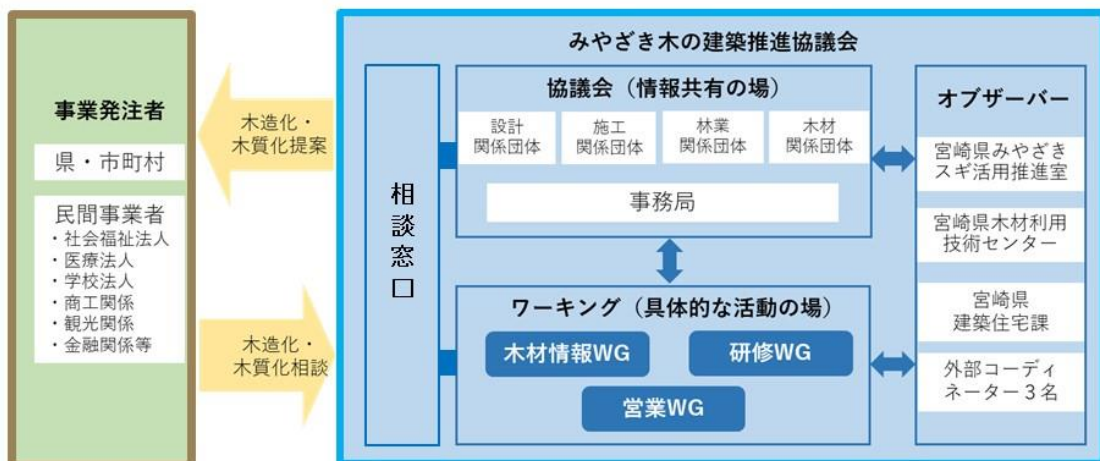 事業発注者
県・市町村
民間事業者
・社会福祉法人
・医療法人
・学校法人
・商工関係
・観光関係
・金融関係等
木造化・
木質化提案
木造化・
木質化相談
みやざき木の建築推進協議会
相談窓口
協議会（情報共有の場）
設計
関係団体
施工
関係団体
林業
関係団体
木材
関係団体
事務局
ワーキング（具体的な活動の場）
木材情報WG
研修WG
営業WG
オブザーバー
宮崎県みやざき
スギ活用推進室
宮崎県木材利用
技術センター
宮崎県
建築住宅課
外部コーディ
ネーター３名